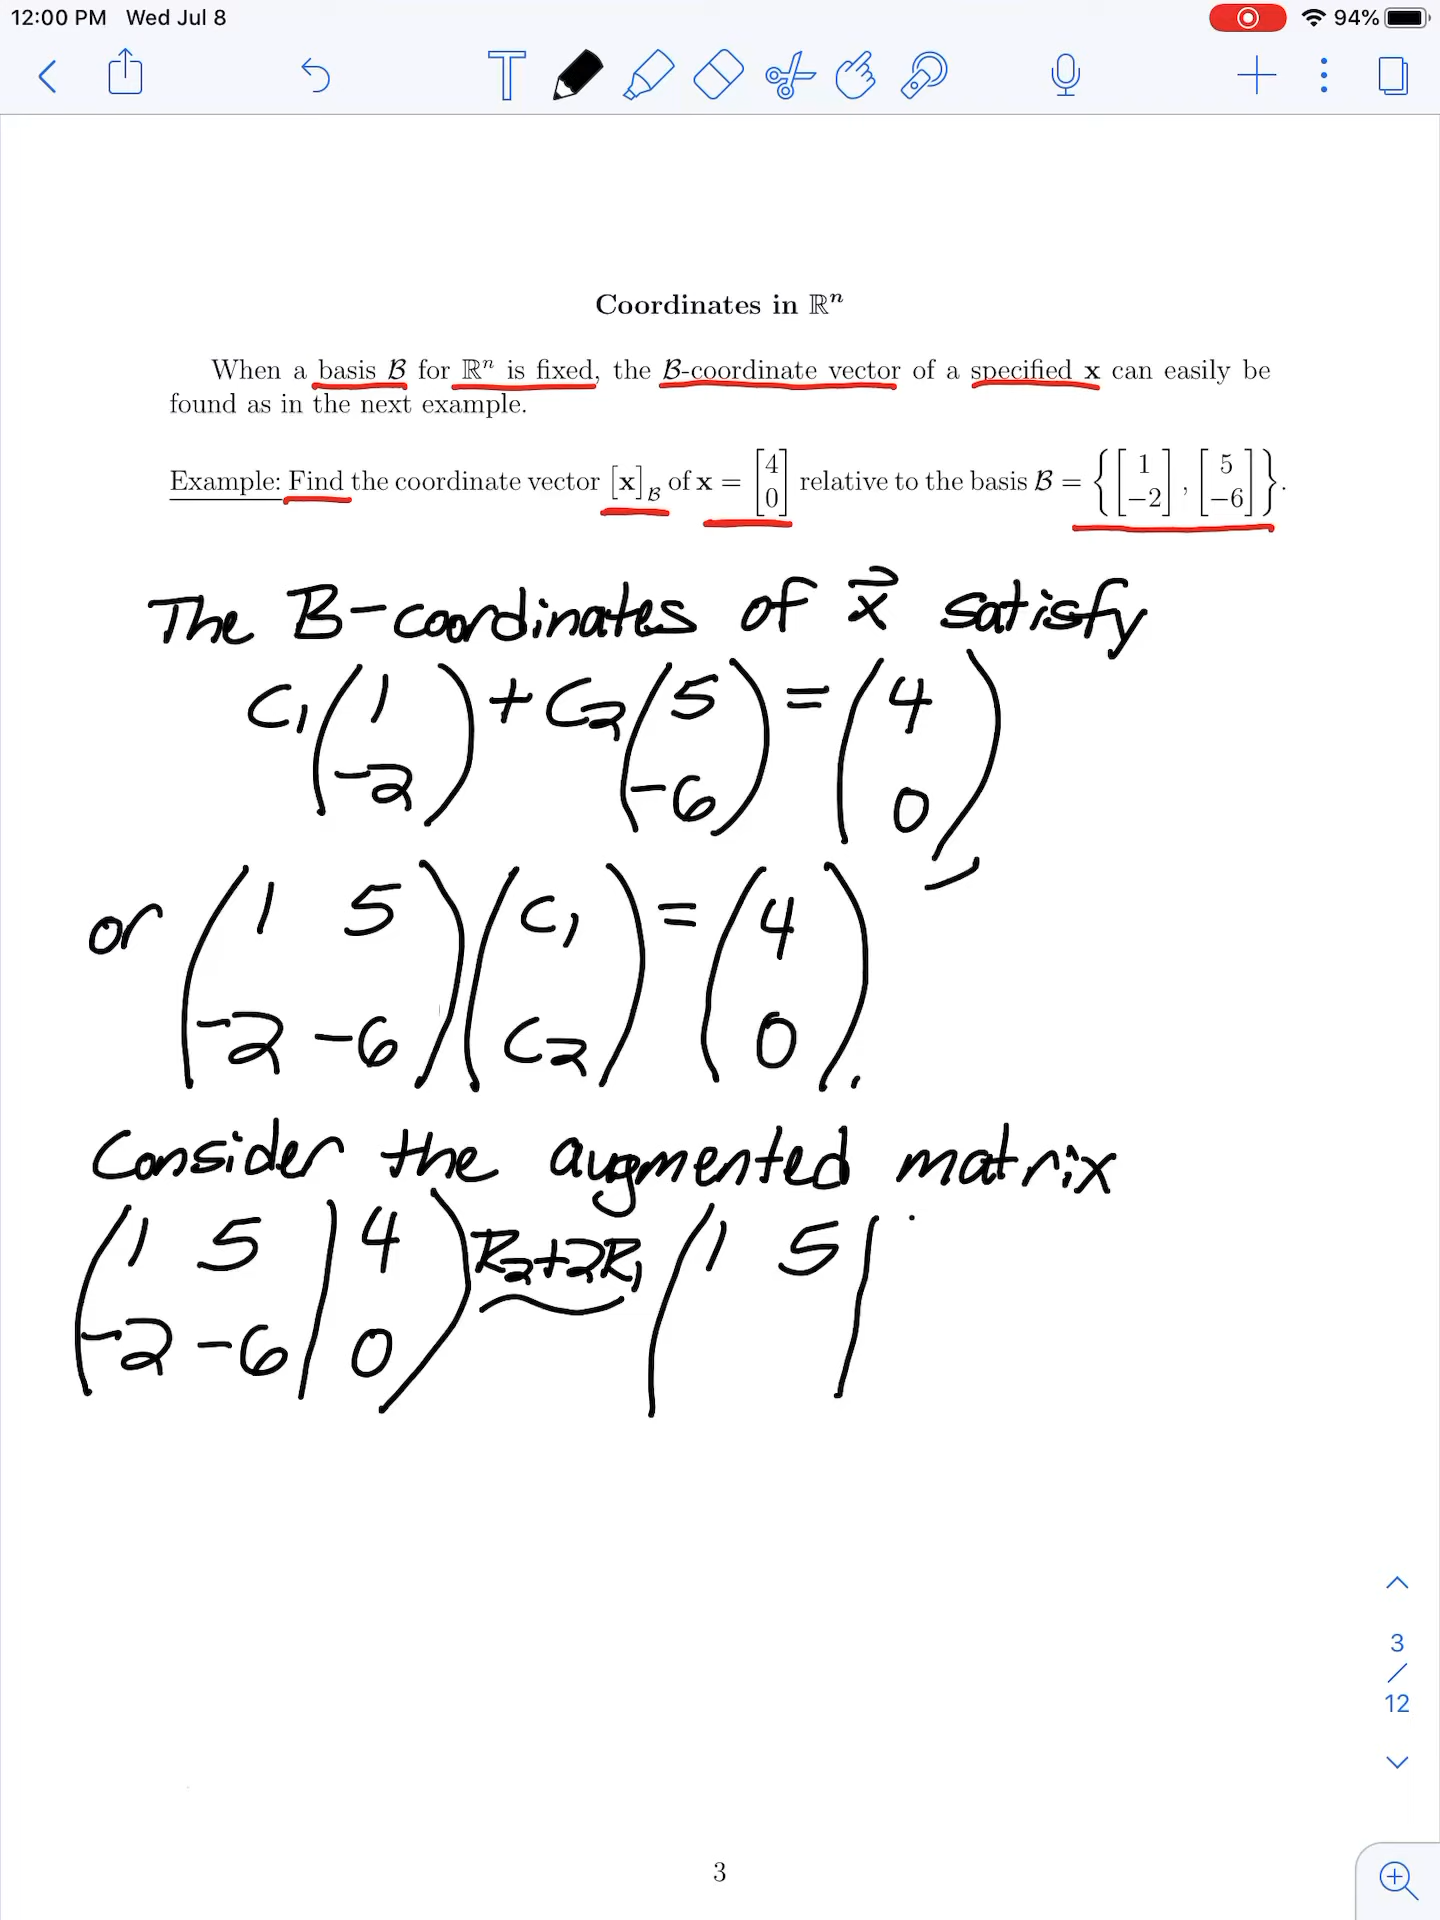 12:00 PM Wed Jul 8 94%
T
Coordinates in ℝⁿ
When a basis ℬ for ℝⁿ is fixed, the ℬ-coordinate vector of a specified x can easily be
found as in the next example.
Example: Find the coordinate vector [x]_ℬ of x = [4 0] relative to the basis ℬ = {[1 −2], [5 −6]}.
The B-coordinates of x⃗ satisfy
c₁(1 -2) + c₂(5 -6) = (4 0),
or (1 5 -2 -6)(c₁ c₂) = (4 0).
Consider the augmented matrix
(1 5 | 4
-2 -6 | 0) R₂+2R₁ (1 5 |
3
/
12
3